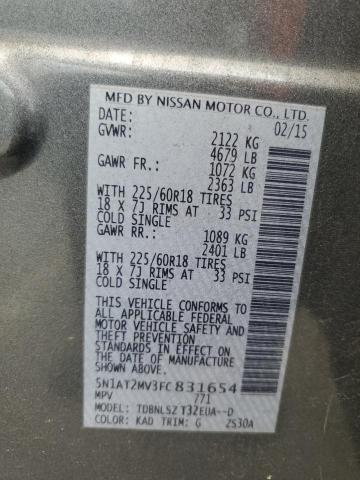 MFD BY NISSAN MOTOR CO., LTD.
DATE: 02/15
GVWR: 2122 KG
4679 LB
GAWR FR.: 1072 KG
2363 LB
WITH 225/60R18 TIRES
18 X 7J RIMS AT 33 PSI
COLD SINGLE
GAWR RR.: 1089 KG
2401 LB
WITH 225/60R18 TIRES
18 X 7J RIMS AT 33 PSI
COLD SINGLE
THIS VEHICLE CONFORMS TO
ALL APPLICABLE FEDERAL
MOTOR VEHICLE SAFETY AND
THEFT PREVENTION
STANDARDS IN EFFECT ON THE
DATE OF MANUFACTURE SHOWN
ABOVE.
5N1AT2MV3FC831654
MPV 771
MODEL: TDBNLSZ T32EUA--D
COLOR: KAD TRIM: G 2S30A